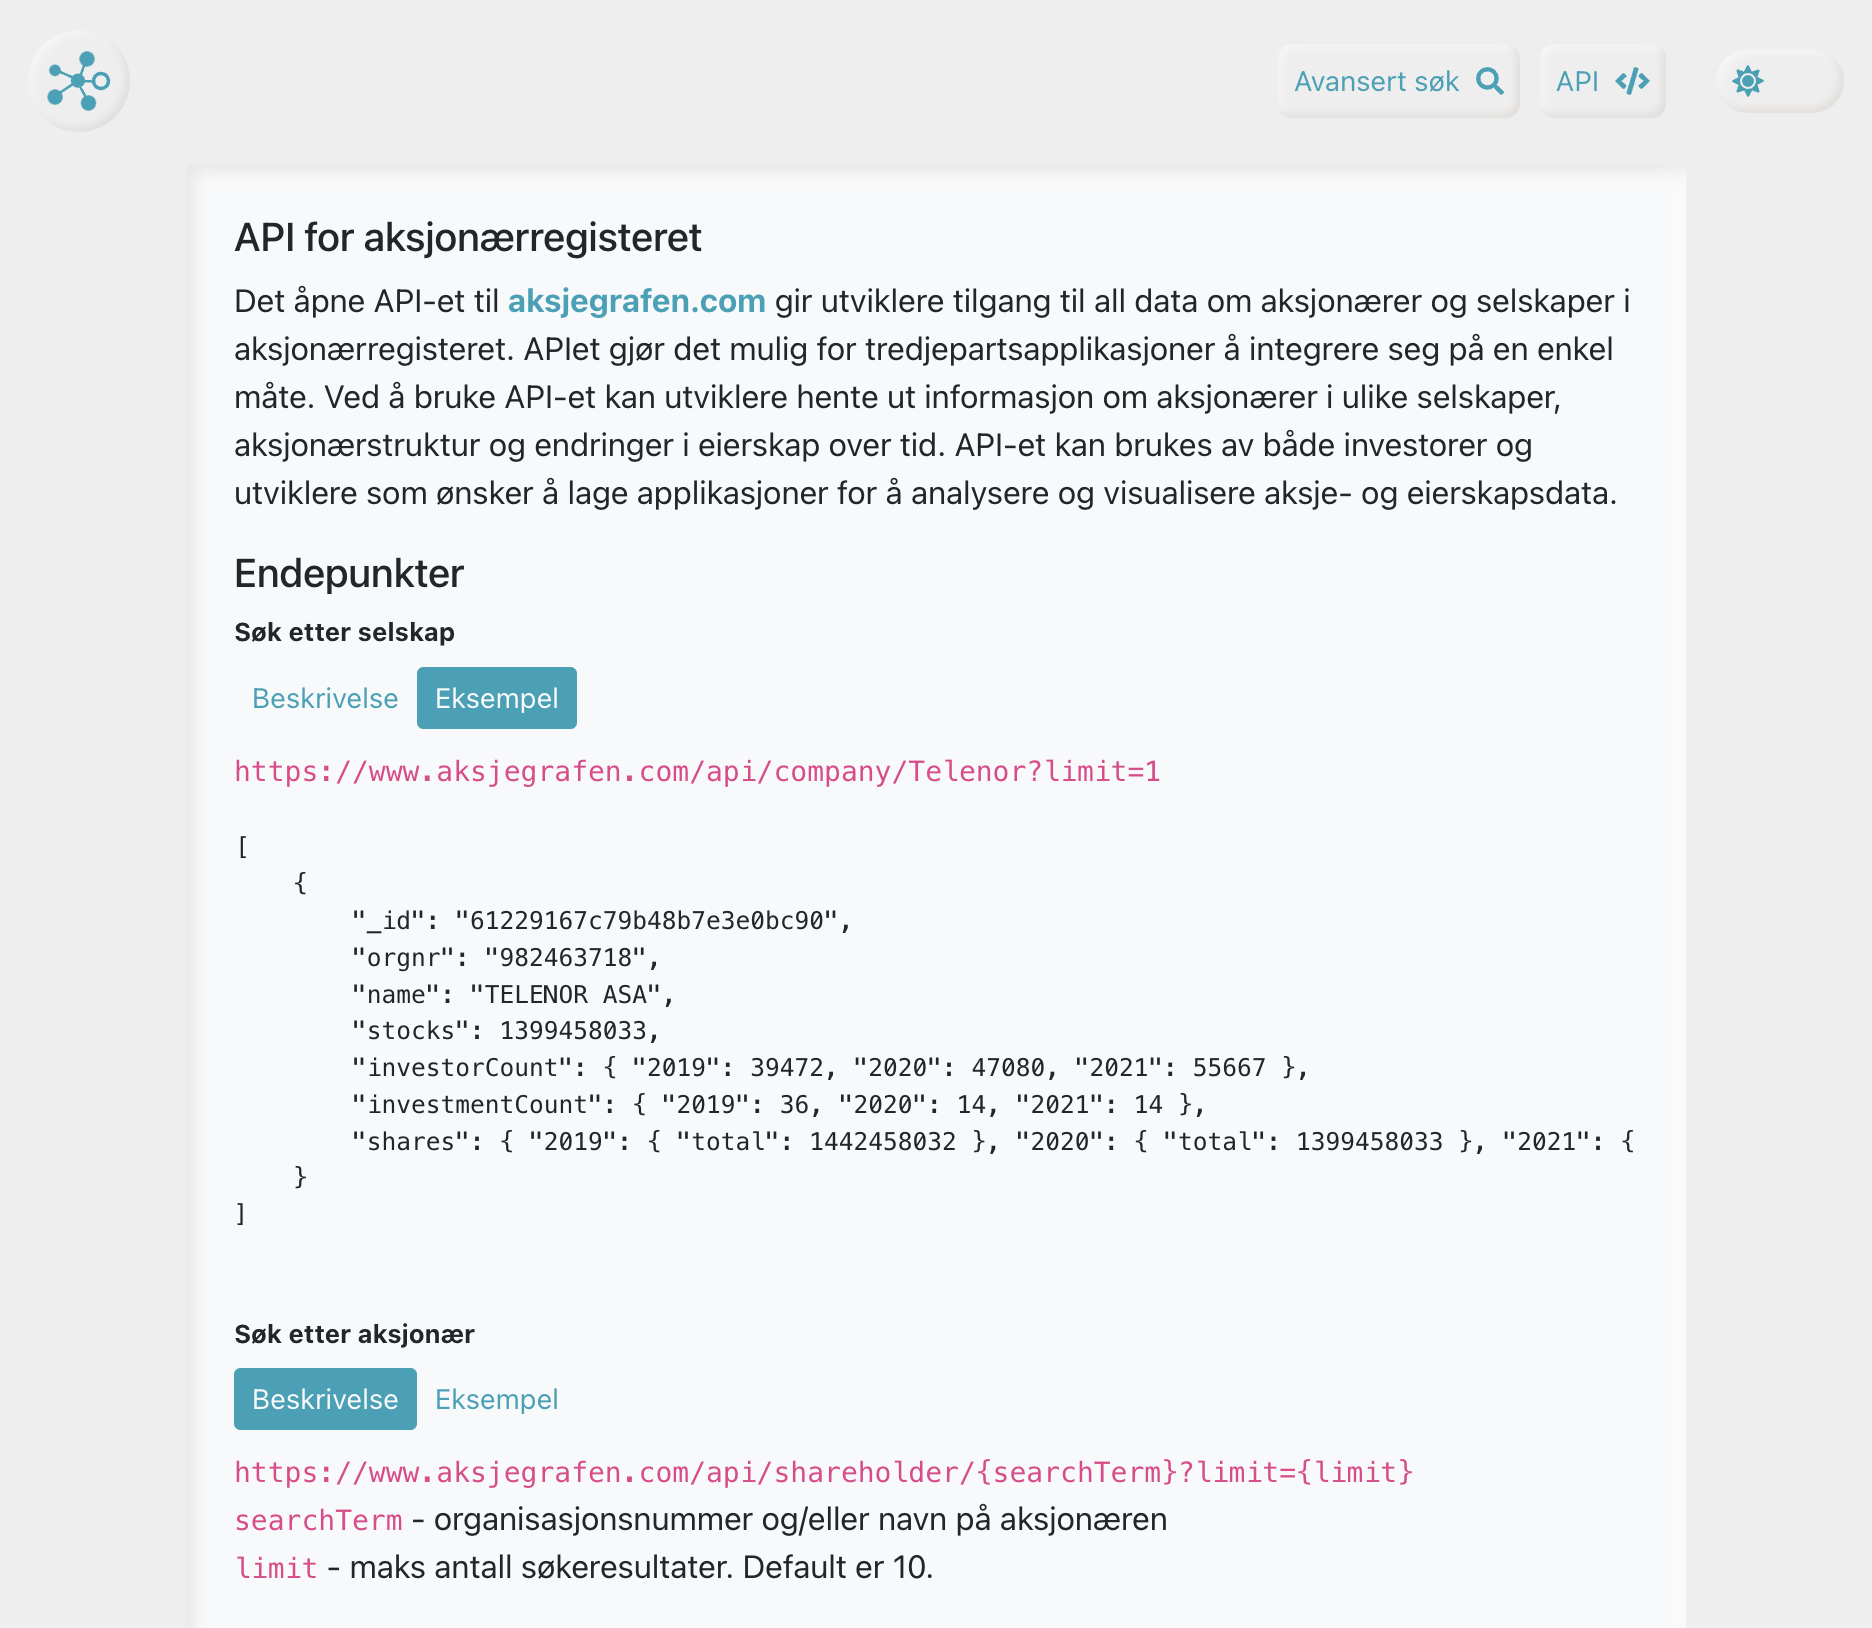 Avansert søk
API </>
API for aksjonærregisteret
Det åpne API-et til aksjegrafen.com gir utviklere tilgang til all data om aksjonærer og selskaper i
aksjonærregisteret. APIet gjør det mulig for tredjepartsapplikasjoner å integrere seg på en enkel
måte. Ved å bruke API-et kan utviklere hente ut informasjon om aksjonærer i ulike selskaper,
aksjonærstruktur og endringer i eierskap over tid. API-et kan brukes av både investorer og
utviklere som ønsker å lage applikasjoner for å analysere og visualisere aksje- og eierskapsdata.
Endepunkter
Søk etter selskap
Beskrivelse Eksempel
https://www.aksjegrafen.com/api/company/Telenor?limit=1
[
    {
        "_id": "61229167c79b48b7e3e0bc90",
        "orgnr": "982463718",
        "name": "TELENOR ASA",
        "stocks": 1399458033,
        "investorCount": { "2019": 39472, "2020": 47080, "2021": 55667 },
        "investmentCount": { "2019": 36, "2020": 14, "2021": 14 },
        "shares": { "2019": { "total": 1442458032 }, "2020": { "total": 1399458033 }, "2021": {
    }
]
Søk etter aksjonær
Beskrivelse Eksempel
https://www.aksjegrafen.com/api/shareholder/{searchTerm}?limit={limit}
searchTerm - organisasjonsnummer og/eller navn på aksjonæren
limit - maks antall søkeresultater. Default er 10.